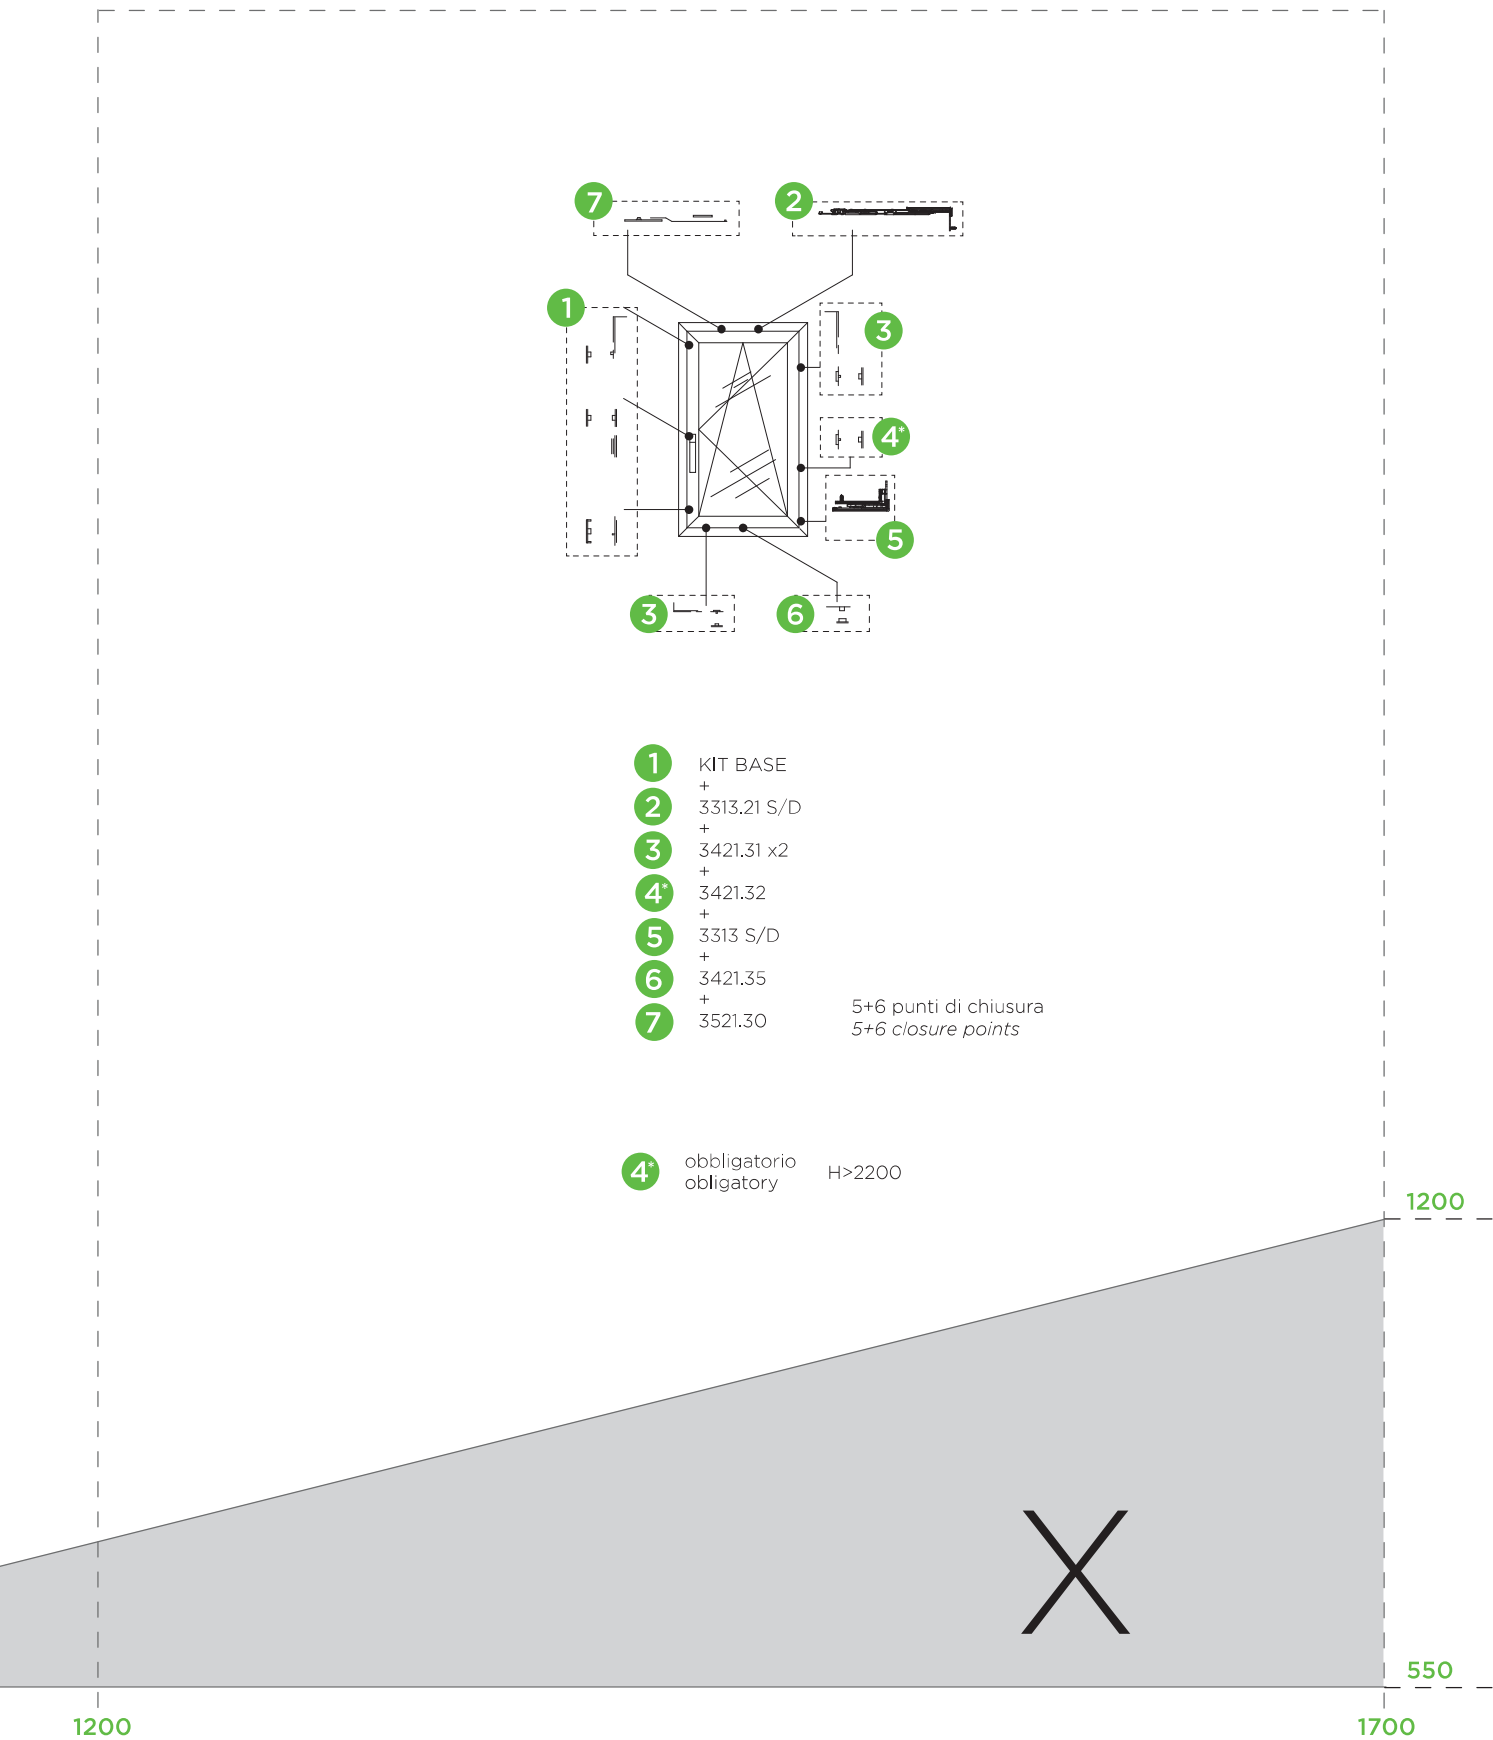 7
2
1
3
4*
5
3
6
1 KIT BASE
+
2 3313.21 S/D
+
3 3421.31 x2
+
4* 3421.32
+
5 3313 S/D
+
6 3421.35
+
7 3521.30
5+6 punti di chiusura
5+6 closure points
4* obbligatorio
obligatory
H>2200
1200
X
550
1200
1700